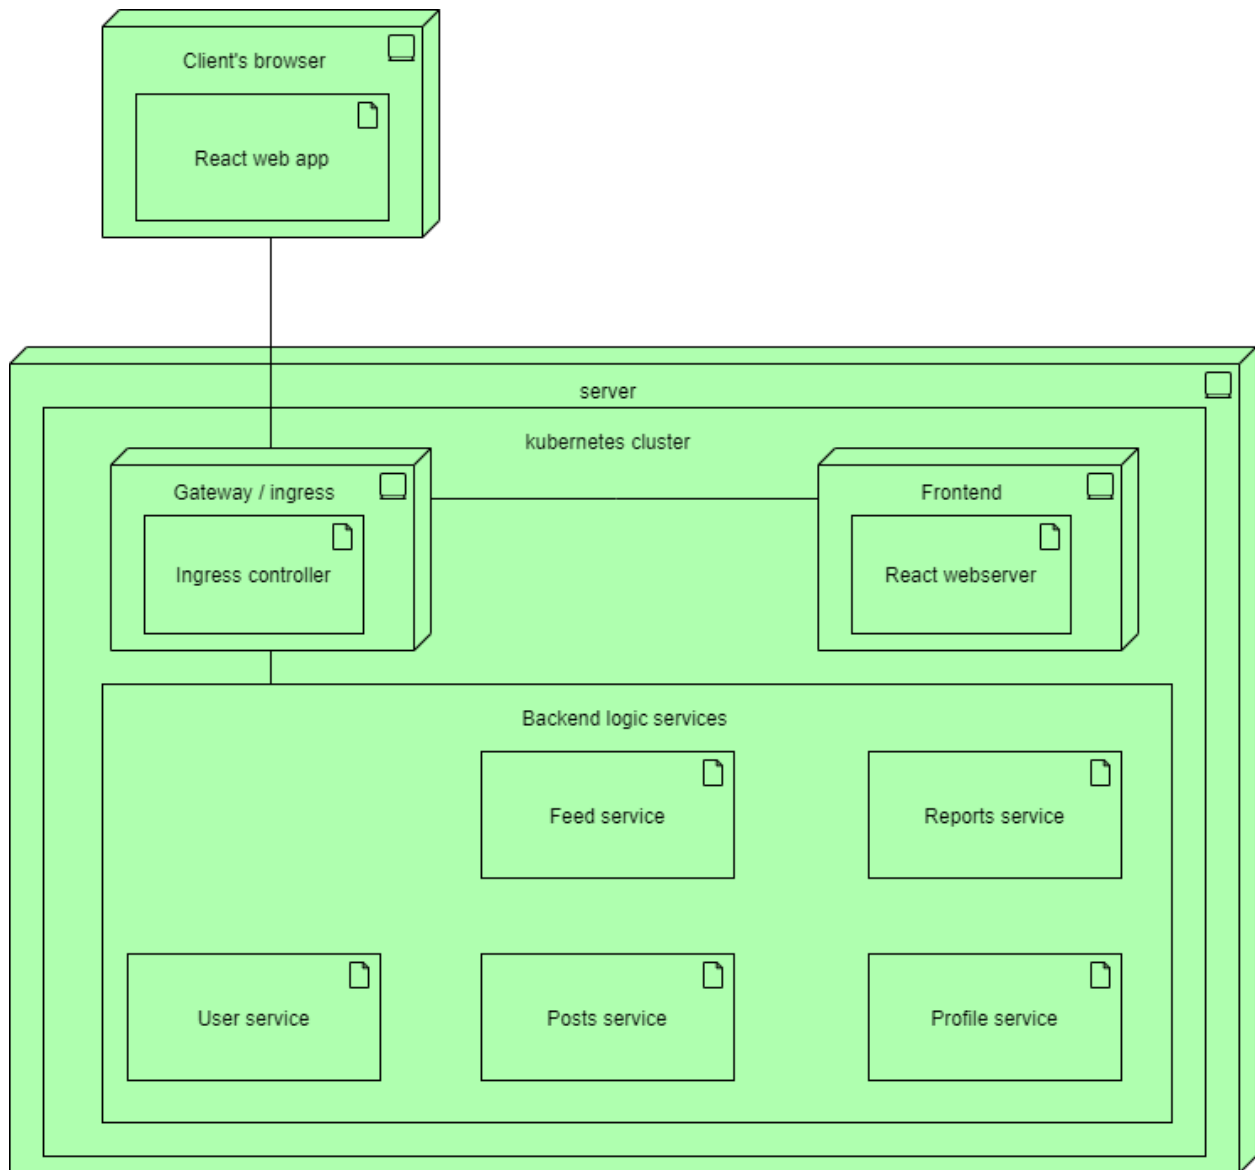 Client's browser
React web app
server
kubernetes cluster
Gateway / ingress
Frontend
Ingress controller
React webserver
Backend logic services
Feed service
Reports service
User service
Posts service
Profile service